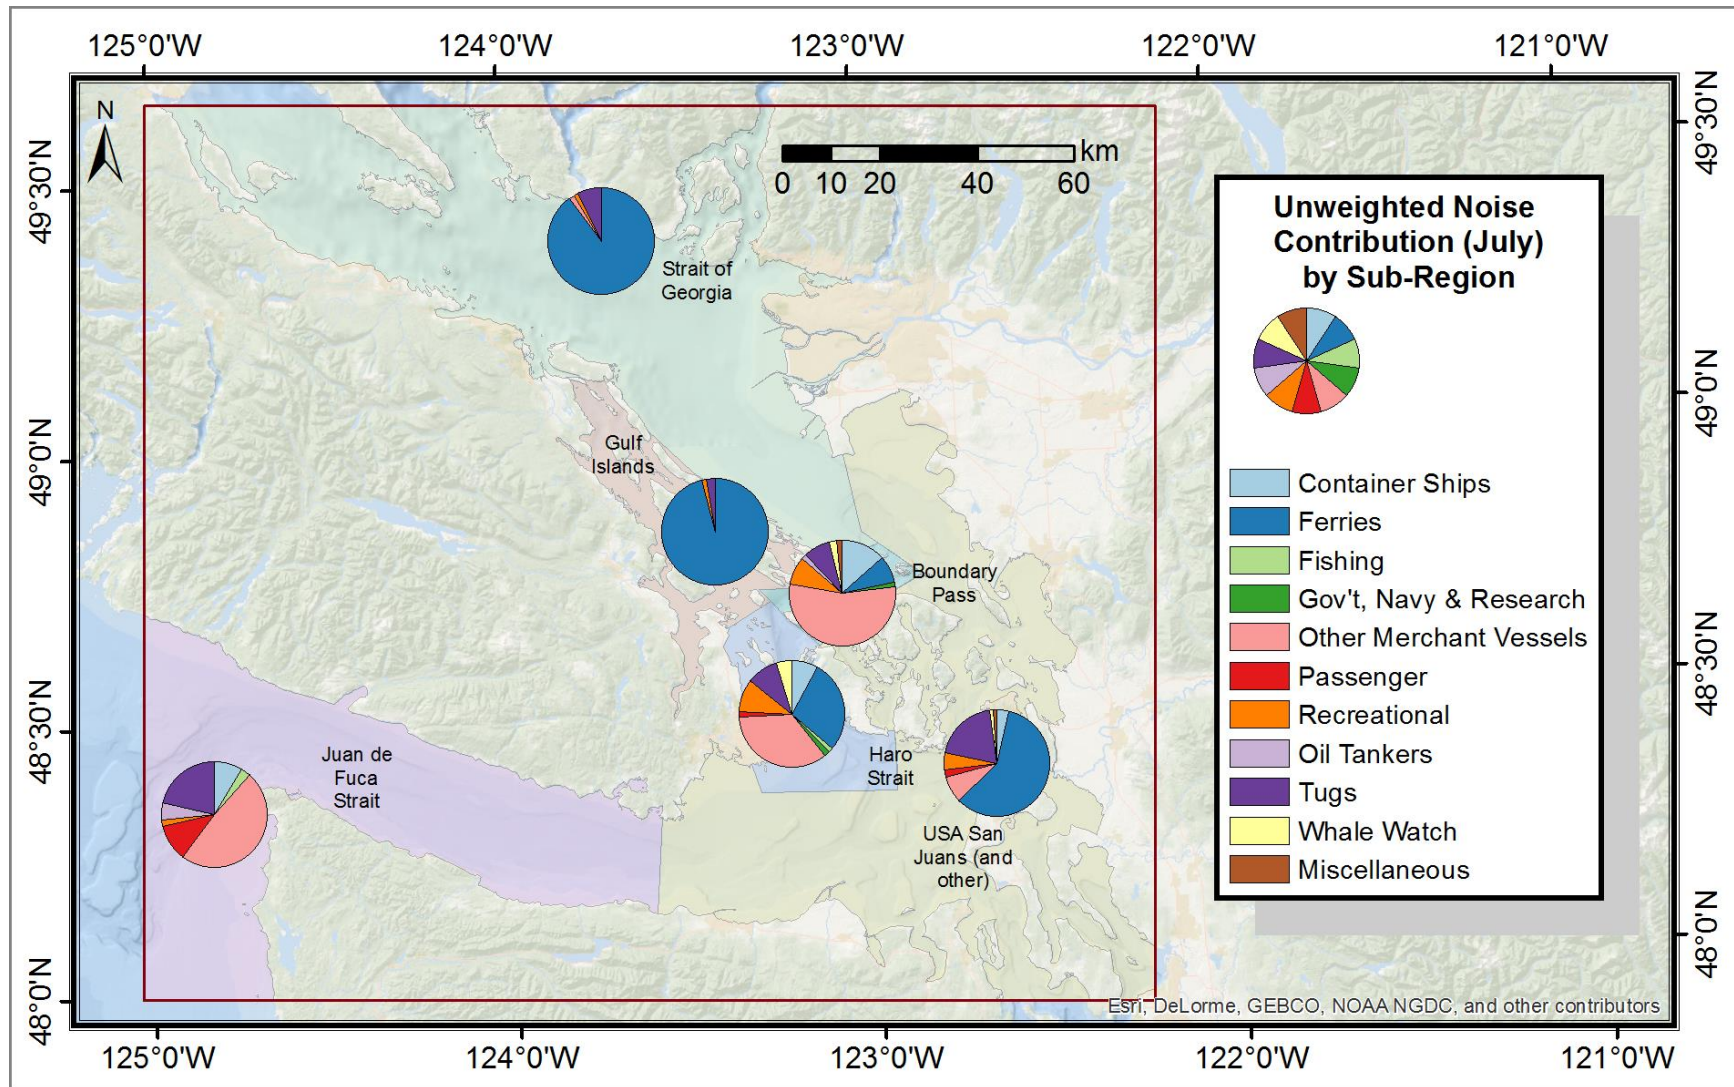 125°0'W 124°0'W 123°0'W 122°0'W 121°0'W
N
km
0 10 20 40 60
49°30'N
49°0'N
48°30'N
48°0'N
49°30'N
49°0'N
48°30'N
48°0'N
Strait of
Georgia
Gulf
Islands
Boundary
Pass
Haro
Strait
Juan de
Fuca
Strait
USA San
Juans (and
other)
Unweighted Noise
Contribution (July)
by Sub-Region
Container Ships
Ferries
Fishing
Gov't, Navy & Research
Other Merchant Vessels
Passenger
Recreational
Oil Tankers
Tugs
Whale Watch
Miscellaneous
Esri, DeLorme, GEBCO, NOAA NGDC, and other contributors
125°0'W 124°0'W 123°0'W 122°0'W 121°0'W